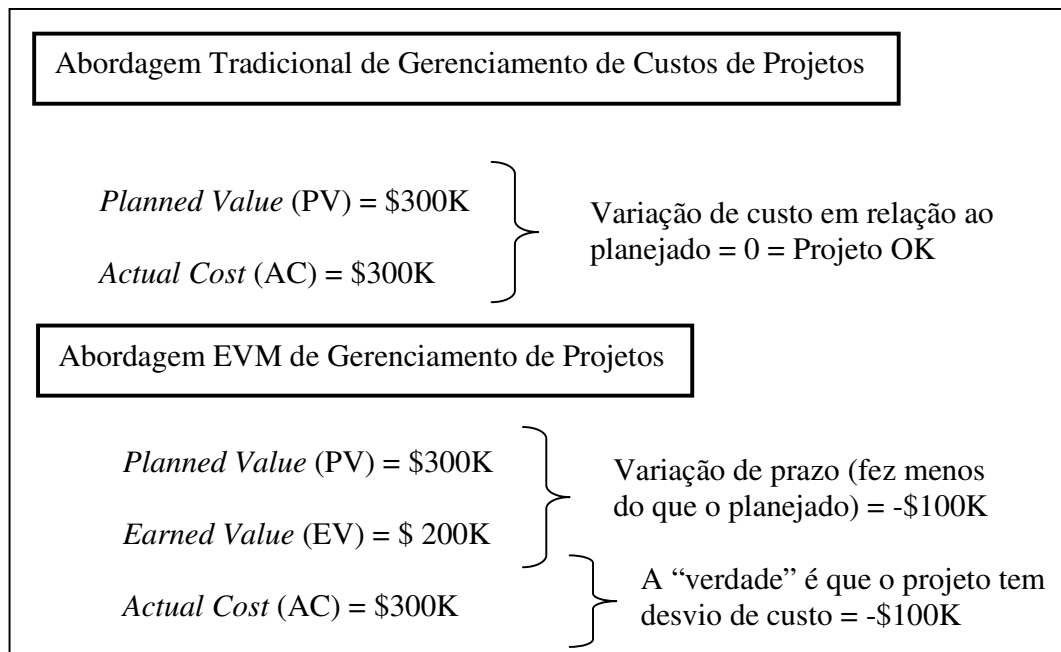 Abordagem Tradicional de Gerenciamento de Custos de Projetos
Planned Value (PV) = $300K
Actual Cost (AC) = $300K
Variação de custo em relação ao
planejado = 0 = Projeto OK
Abordagem EVM de Gerenciamento de Projetos
Planned Value (PV) = $300K
Earned Value (EV) = $ 200K
Variação de prazo (fez menos
do que o planejado) = -$100K
Actual Cost (AC) = $300K
A “verdade” é que o projeto tem
desvio de custo = -$100K